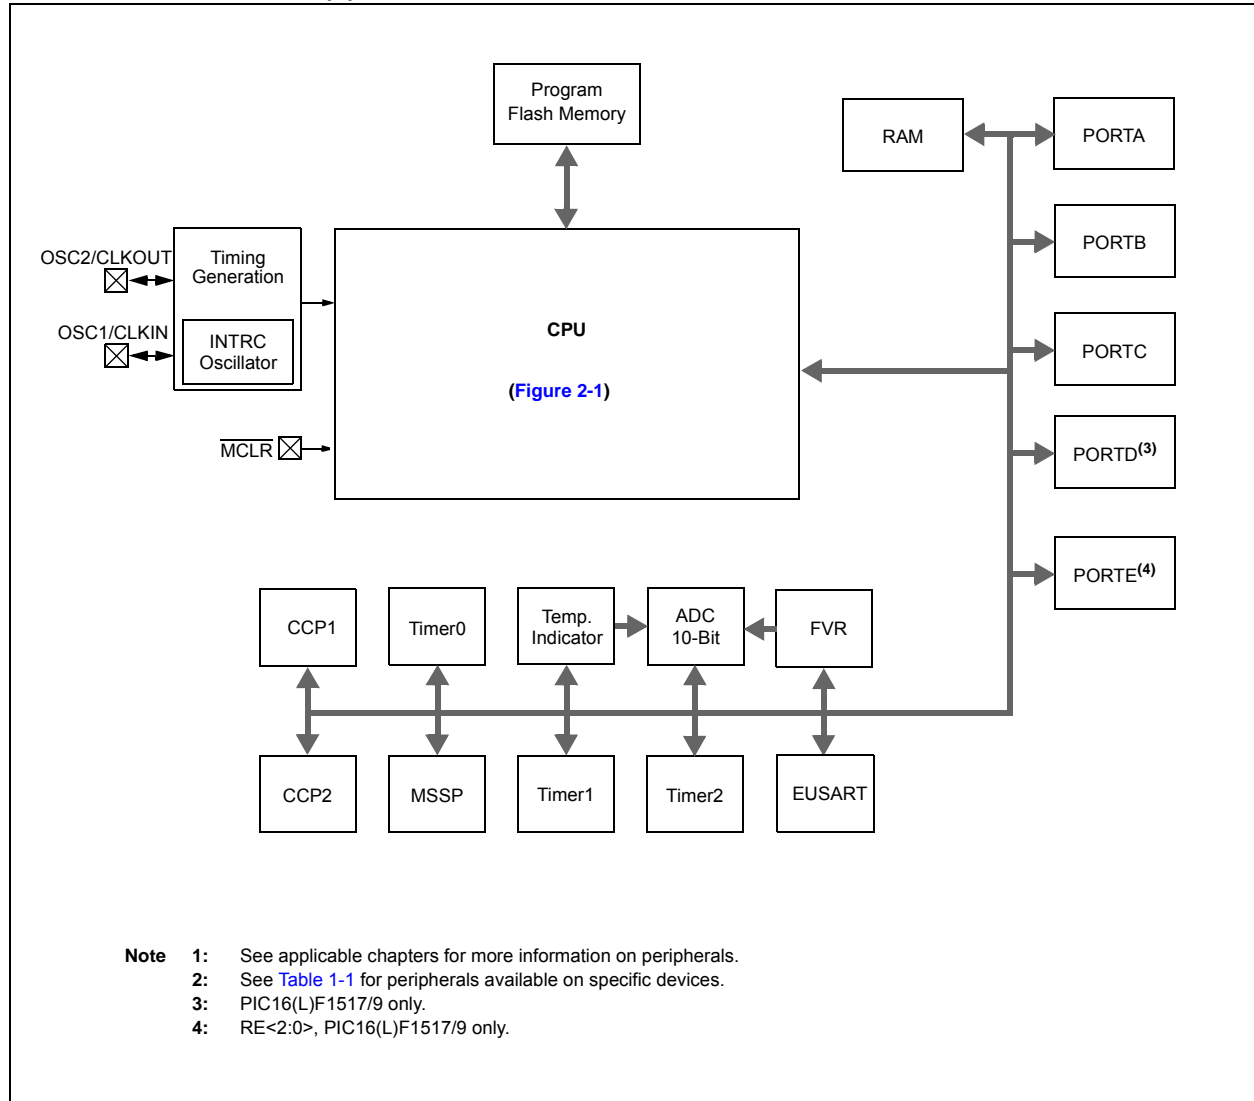 Program
Flash Memory
RAM
PORTA
OSC2/CLKOUT
Timing
Generation
PORTB
OSC1/CLKIN
INTRC
Oscillator
CPU
(Figure 2-1)
PORTC
MCLR
PORTD(3)
PORTE(4)
CCP1
Timer0
Temp.
Indicator
ADC
10-Bit
FVR
CCP2
MSSP
Timer1
Timer2
EUSART
Note 1: See applicable chapters for more information on peripherals.
2: See Table 1-1 for peripherals available on specific devices.
3: PIC16(L)F1517/9 only.
4: RE<2:0>, PIC16(L)F1517/9 only.